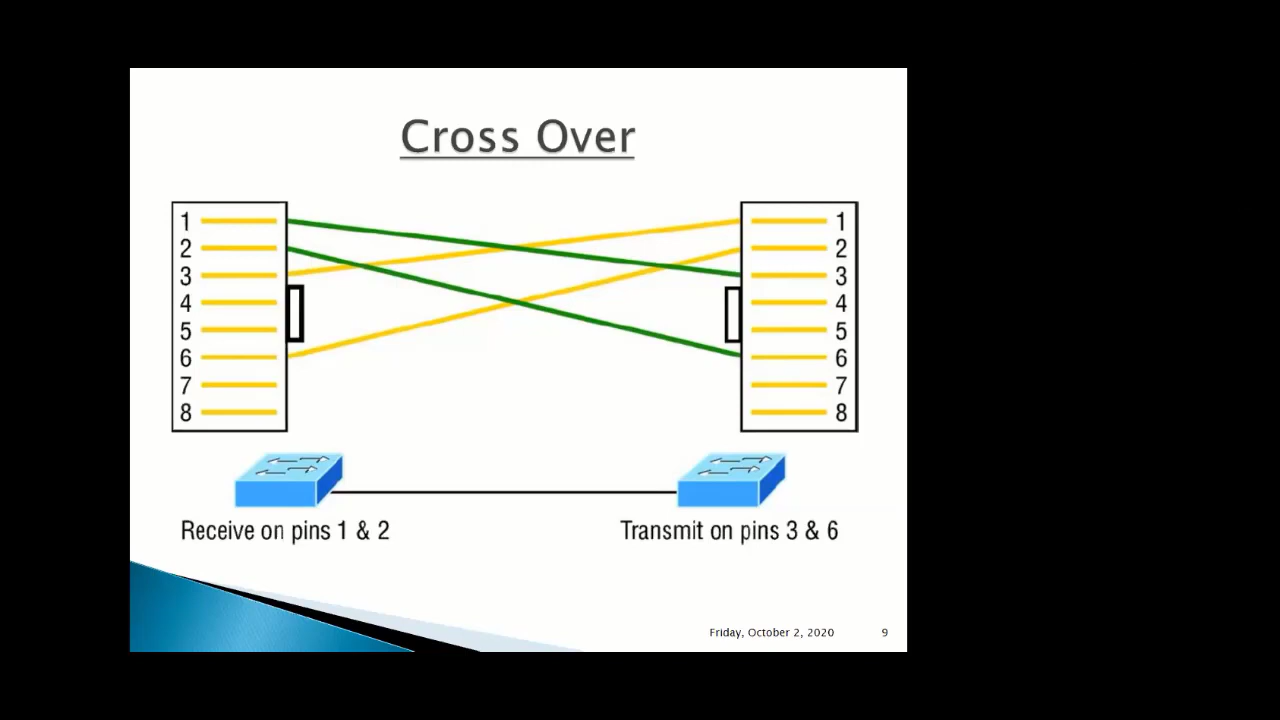 Cross Over
1 1
2 2
3 3
4 4
5 5
6 6
7 7
8 8
Receive on pins 1 & 2 Transmit on pins 3 & 6
Friday, October 2, 2020 9